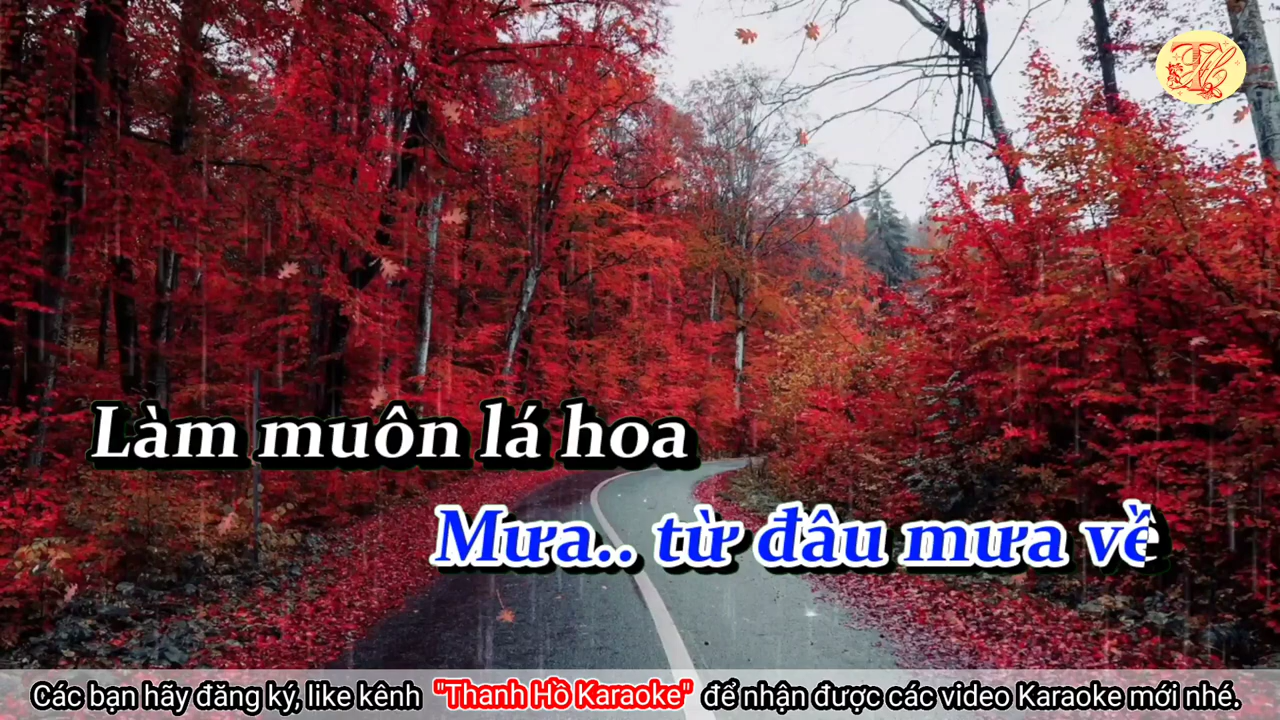 Làm muôn lá hoa
Mưa.. từ đâu mưa về
Các bạn hãy đăng ký, like kênh "Thanh Hồ Karaoke" để nhận được các video Karaoke mới nhé.